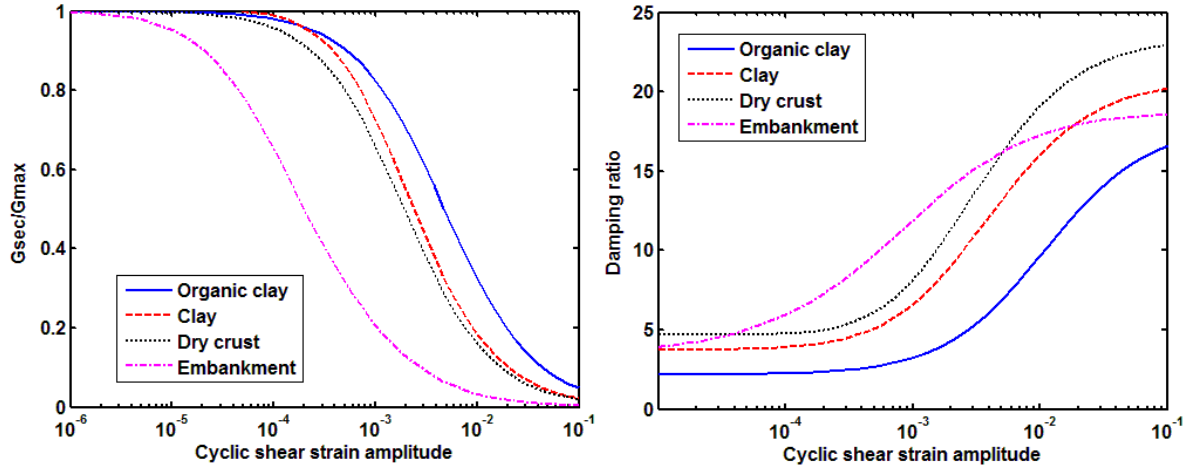 Gsec/Gmax
1
0.8
0.6
0.4
0.2
0
Organic clay
Clay
Dry crust
Embankment
10^-6 10^-5 10^-4 10^-3 10^-2 10^-1
Cyclic shear strain amplitude
Damping ratio
25
20
15
10
5
0
Organic clay
Clay
Dry crust
Embankment
10^-4 10^-3 10^-2 10^-1
Cyclic shear strain amplitude